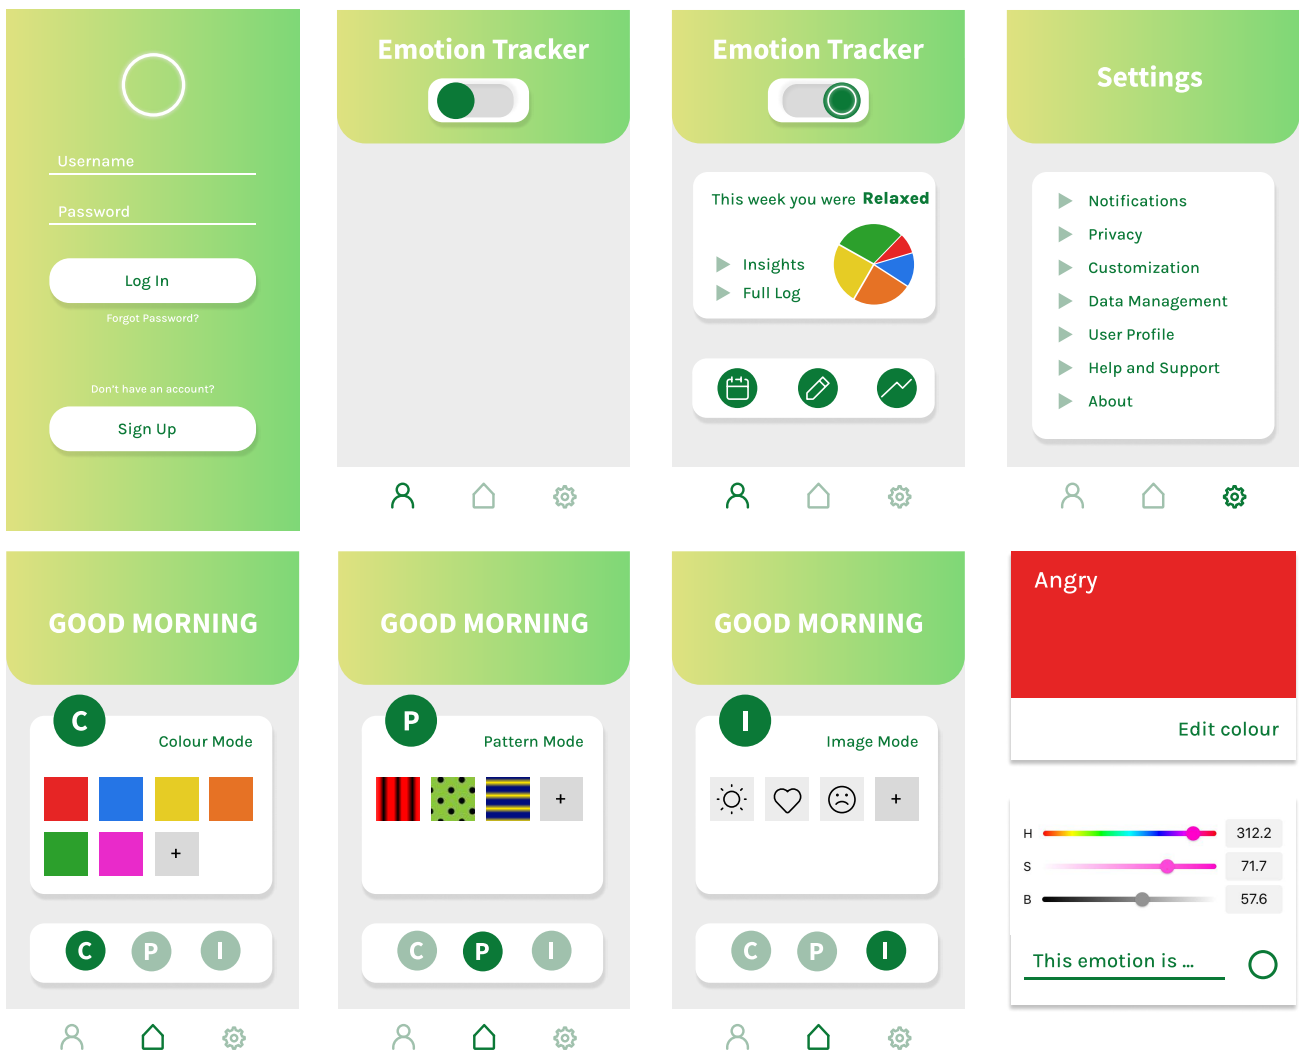 Username
Password
Log In
Forgot Password?
Don't have an account?
Sign Up
Emotion Tracker
Emotion Tracker
This week you were Relaxed
Insights
Full Log
Settings
Notifications
Privacy
Customization
Data Management
User Profile
Help and Support
About
GOOD MORNING
C
Colour Mode
+
C P I
GOOD MORNING
P
Pattern Mode
+
C P I
GOOD MORNING
I
Image Mode
+
C P I
Angry
Edit colour
H 312.2
S 71.7
B 57.6
This emotion is ...